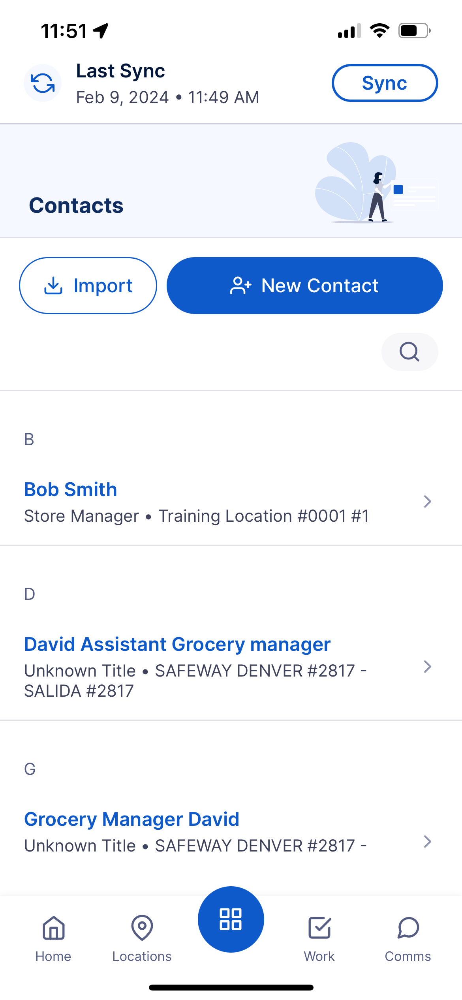 11:51
Last Sync
Feb 9, 2024 • 11:49 AM
Sync
Contacts
Import
New Contact
B
Bob Smith
Store Manager • Training Location #0001 #1
D
David Assistant Grocery manager
Unknown Title • SAFEWAY DENVER #2817 -
SALIDA #2817
G
Grocery Manager David
Unknown Title • SAFEWAY DENVER #2817 -
Home
Locations
Work
Comms